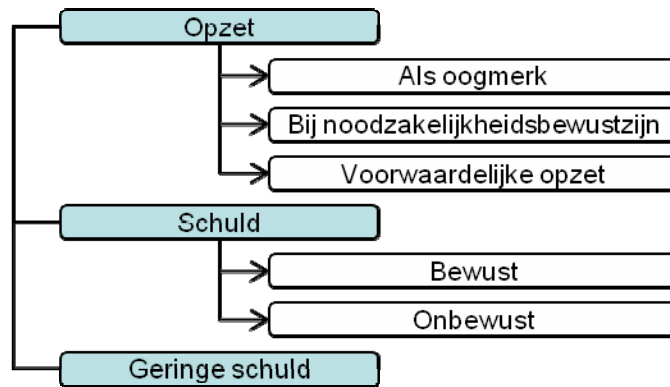 Opzet
Als oogmerk
Bij noodzakelijkheidsbewustzijn
Voorwaardelijke opzet
Schuld
Bewust
Onbewust
Geringe schuld